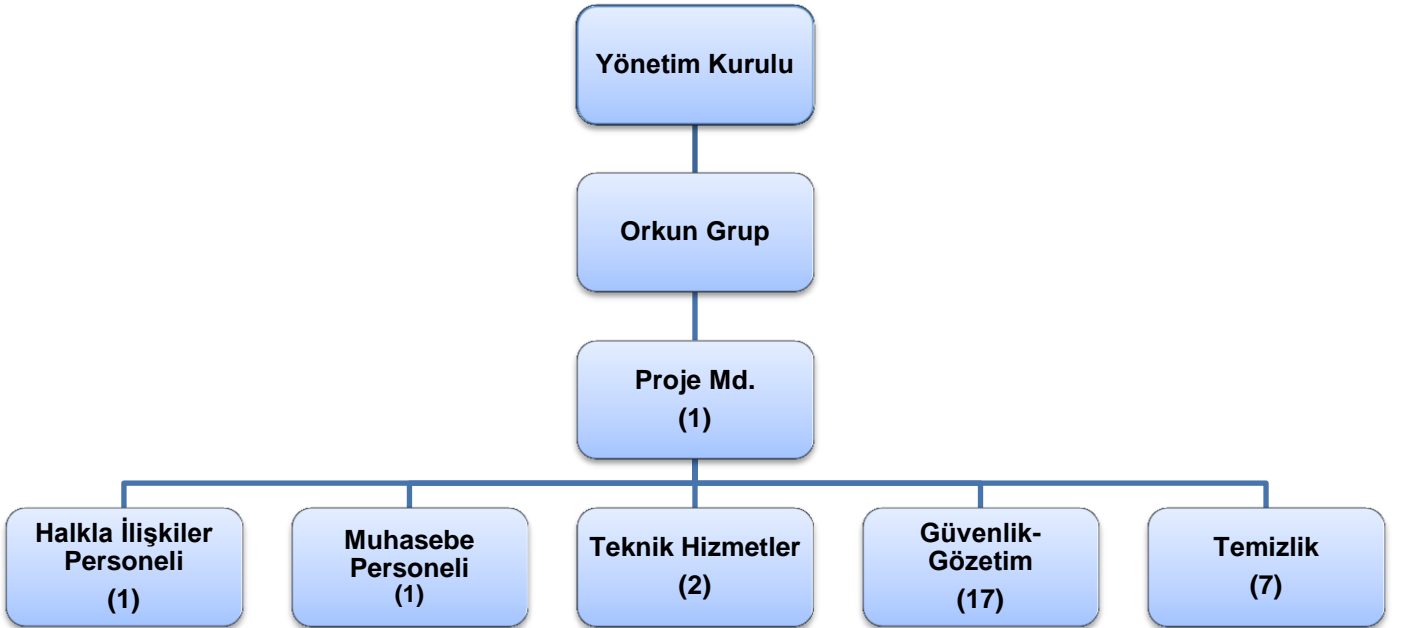 Yönetim Kurulu
Orkun Grup
Proje Md.
(1)
Halkla İlişkiler
Personeli
(1)
Muhasebe
Personeli
(1)
Teknik Hizmetler
(2)
Güvenlik-
Gözetim
(17)
Temizlik
(7)